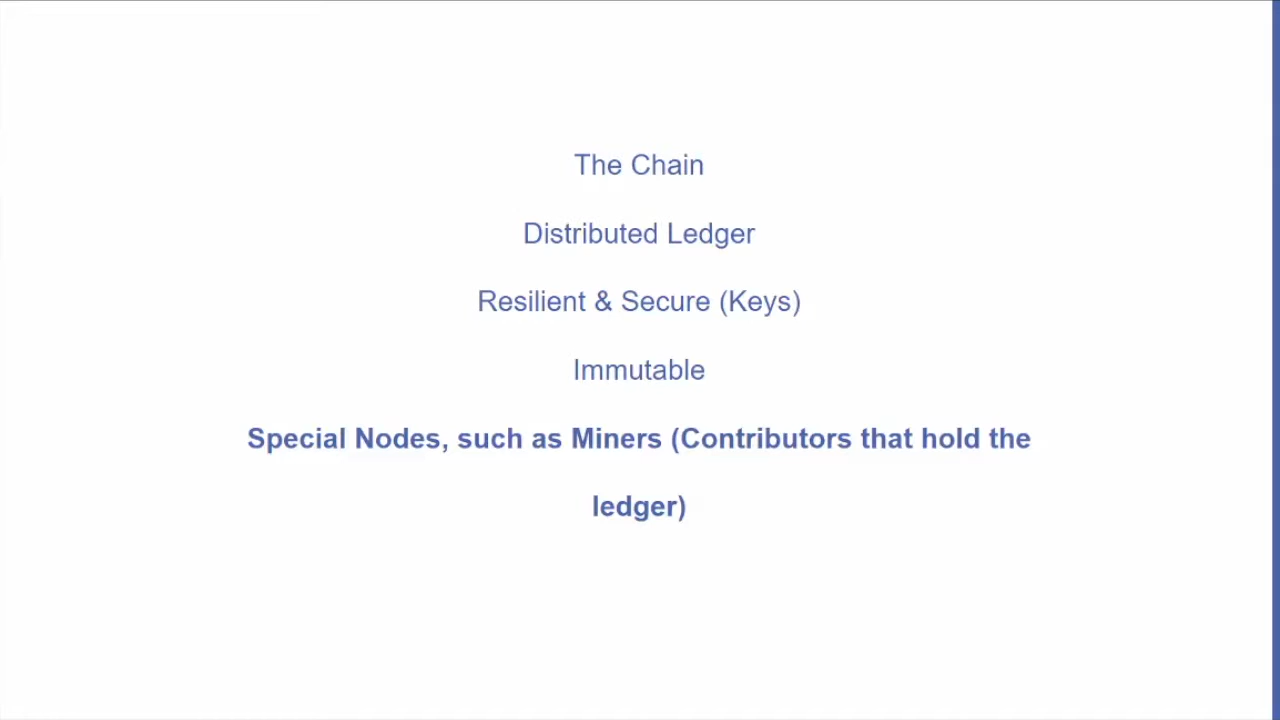 The Chain
Distributed Ledger
Resilient & Secure (Keys)
Immutable
Special Nodes, such as Miners (Contributors that hold the
ledger)